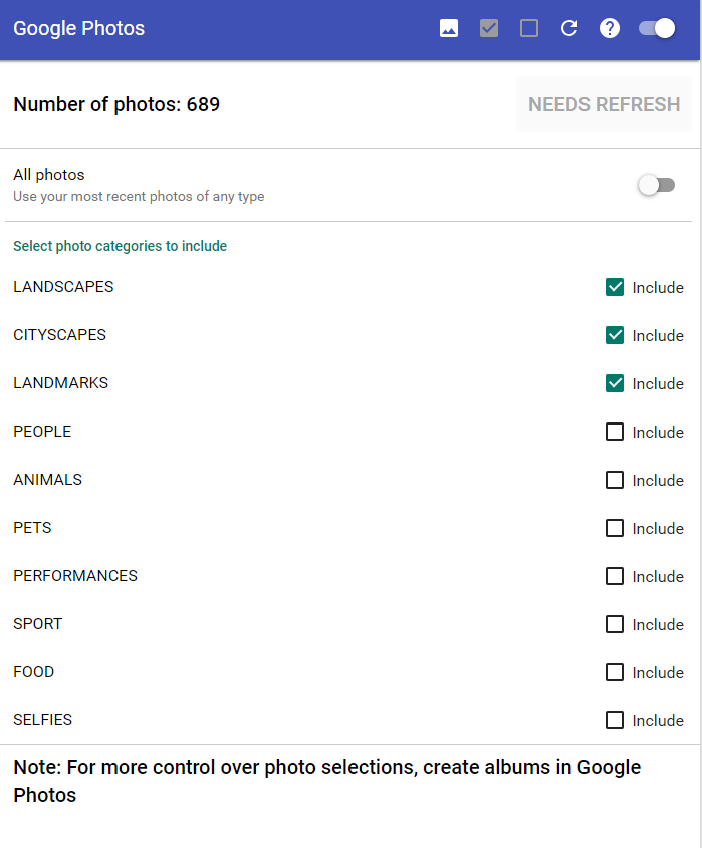 Google Photos
Number of photos: 689
NEEDS REFRESH
All photos
Use your most recent photos of any type
Select photo categories to include
LANDSCAPES Include
CITYSCAPES Include
LANDMARKS Include
PEOPLE Include
ANIMALS Include
PETS Include
PERFORMANCES Include
SPORT Include
FOOD Include
SELFIES Include
Note: For more control over photo selections, create albums in Google
Photos